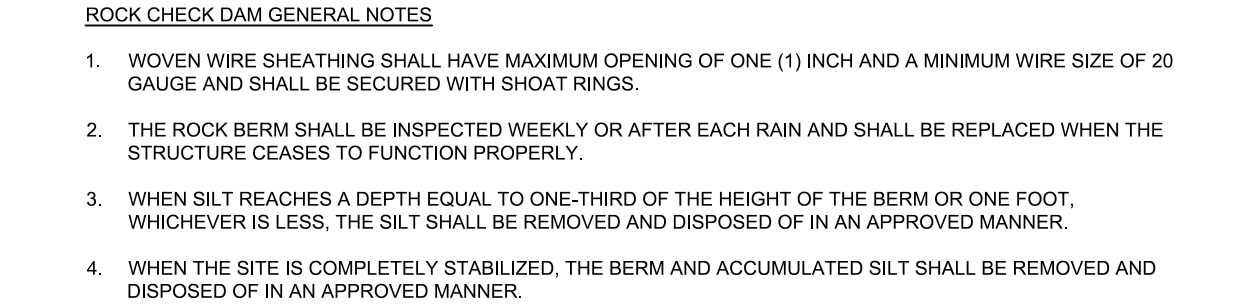 ROCK CHECK DAM GENERAL NOTES
1. WOVEN WIRE SHEATHING SHALL HAVE MAXIMUM OPENING OF ONE (1) INCH AND A MINIMUM WIRE SIZE OF 20
GAUGE AND SHALL BE SECURED WITH SHOAT RINGS.
2. THE ROCK BERM SHALL BE INSPECTED WEEKLY OR AFTER EACH RAIN AND SHALL BE REPLACED WHEN THE
STRUCTURE CEASES TO FUNCTION PROPERLY.
3. WHEN SILT REACHES A DEPTH EQUAL TO ONE-THIRD OF THE HEIGHT OF THE BERM OR ONE FOOT,
WHICHEVER IS LESS, THE SILT SHALL BE REMOVED AND DISPOSED OF IN AN APPROVED MANNER.
4. WHEN THE SITE IS COMPLETELY STABILIZED, THE BERM AND ACCUMULATED SILT SHALL BE REMOVED AND
DISPOSED OF IN AN APPROVED MANNER.